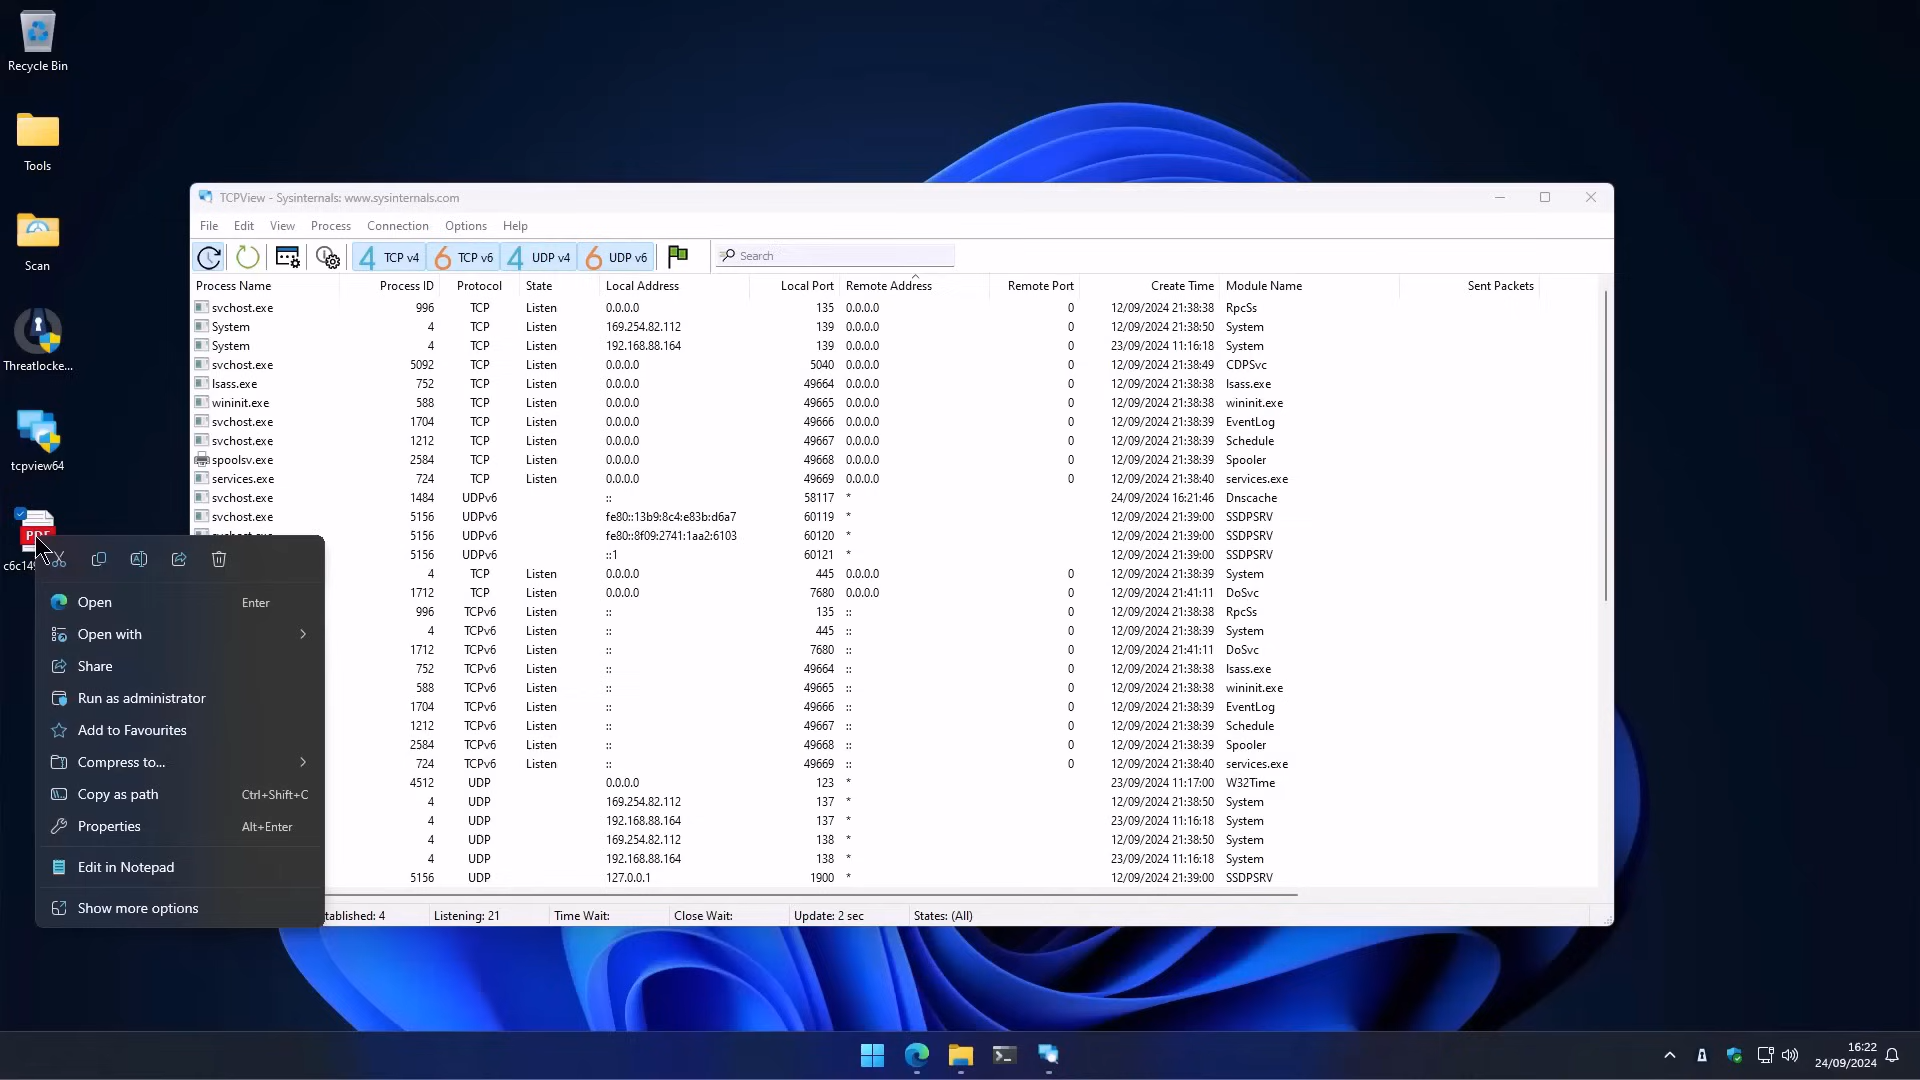 Recycle Bin
Tools
Scan
Threatlocke...
tcpview64
PDF
c6c149
TCPView - Sysinternals: www.sysinternals.com
File Edit View Process Connection Options Help
4 TCP v4 6 TCP v6 4 UDP v4 6 UDP v6 Search
Process Name Process ID Protocol State Local Address Local Port Remote Address Remote Port Create Time Module Name Sent Packets
svchost.exe 996 TCP Listen 0.0.0.0 135 0.0.0.0 0 12/09/2024 21:38:38 RpcSs
System 4 TCP Listen 169.254.82.112 139 0.0.0.0 0 12/09/2024 21:38:50 System
System 4 TCP Listen 192.168.88.164 139 0.0.0.0 0 23/09/2024 11:16:18 System
svchost.exe 5092 TCP Listen 0.0.0.0 5040 0.0.0.0 0 12/09/2024 21:38:49 CDPSvc
lsass.exe 752 TCP Listen 0.0.0.0 49664 0.0.0.0 0 12/09/2024 21:38:38 lsass.exe
wininit.exe 588 TCP Listen 0.0.0.0 49665 0.0.0.0 0 12/09/2024 21:38:38 wininit.exe
svchost.exe 1704 TCP Listen 0.0.0.0 49666 0.0.0.0 0 12/09/2024 21:38:39 EventLog
svchost.exe 1212 TCP Listen 0.0.0.0 49667 0.0.0.0 0 12/09/2024 21:38:39 Schedule
spoolsv.exe 2584 TCP Listen 0.0.0.0 49668 0.0.0.0 0 12/09/2024 21:38:39 Spooler
services.exe 724 TCP Listen 0.0.0.0 49669 0.0.0.0 0 12/09/2024 21:38:40 services.exe
svchost.exe 1484 UDPv6 :: 58117 * 24/09/2024 16:21:46 Dnscache
svchost.exe 5156 UDPv6 fe80::13b9:8c4:e83b:d6a7 60119 * 12/09/2024 21:39:00 SSDPSRV
svchost.exe 5156 UDPv6 fe80::8f09:2741:1aa2:6103 60120 * 12/09/2024 21:39:00 SSDPSRV
5156 UDPv6 ::1 60121 * 12/09/2024 21:39:00 SSDPSRV
4 TCP Listen 0.0.0.0 445 0.0.0.0 0 12/09/2024 21:38:39 System
1712 TCP Listen 0.0.0.0 7680 0.0.0.0 0 12/09/2024 21:41:11 DoSvc
996 TCPv6 Listen :: 135 :: 0 12/09/2024 21:38:38 RpcSs
4 TCPv6 Listen :: 445 :: 0 12/09/2024 21:38:39 System
1712 TCPv6 Listen :: 7680 :: 0 12/09/2024 21:41:11 DoSvc
752 TCPv6 Listen :: 49664 :: 0 12/09/2024 21:38:38 lsass.exe
588 TCPv6 Listen :: 49665 :: 0 12/09/2024 21:38:38 wininit.exe
1704 TCPv6 Listen :: 49666 :: 0 12/09/2024 21:38:39 EventLog
1212 TCPv6 Listen :: 49667 :: 0 12/09/2024 21:38:39 Schedule
2584 TCPv6 Listen :: 49668 :: 0 12/09/2024 21:38:39 Spooler
724 TCPv6 Listen :: 49669 :: 0 12/09/2024 21:38:40 services.exe
4512 UDP 0.0.0.0 123 * 23/09/2024 11:17:00 W32Time
4 UDP 169.254.82.112 137 * 12/09/2024 21:38:50 System
4 UDP 192.168.88.164 137 * 23/09/2024 11:16:18 System
4 UDP 169.254.82.112 138 * 12/09/2024 21:38:50 System
4 UDP 192.168.88.164 138 * 23/09/2024 11:16:18 System
5156 UDP 127.0.0.1 1900 * 12/09/2024 21:39:00 SSDPSRV
tablished: 4 Listening: 21 Time Wait: Close Wait: Update: 2 sec States: (All)
Open Enter
Open with
Share
Run as administrator
Add to Favourites
Compress to...
Copy as path Ctrl+Shift+C
Properties Alt+Enter
Edit in Notepad
Show more options
16:22
24/09/2024